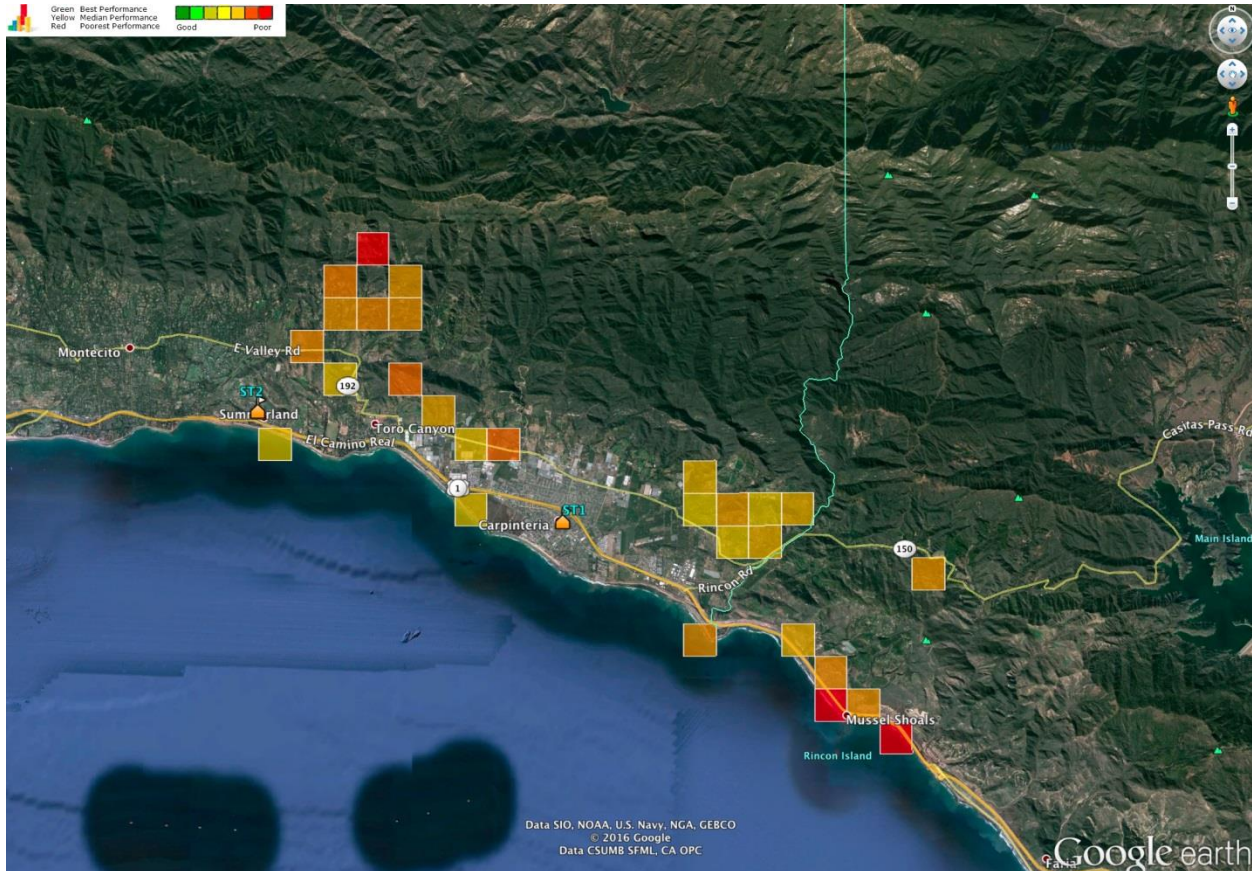 Green Best Performance
Yellow Median Performance
Red Poorest Performance
Good Poor
N
Montecito
E Valley Rd
192
ST2
Summerland
Toro Canyon
El Camino Real
1
Carpinteria
ST1
Casitas Pass Rd
150
Main Island
Rincon Rd
Mussel Shoals
Rincon Island
Data SIO, NOAA, U.S. Navy, NGA, GEBCO
© 2016 Google
Data CSUMB SFML, CA OPC
Faria
Google earth